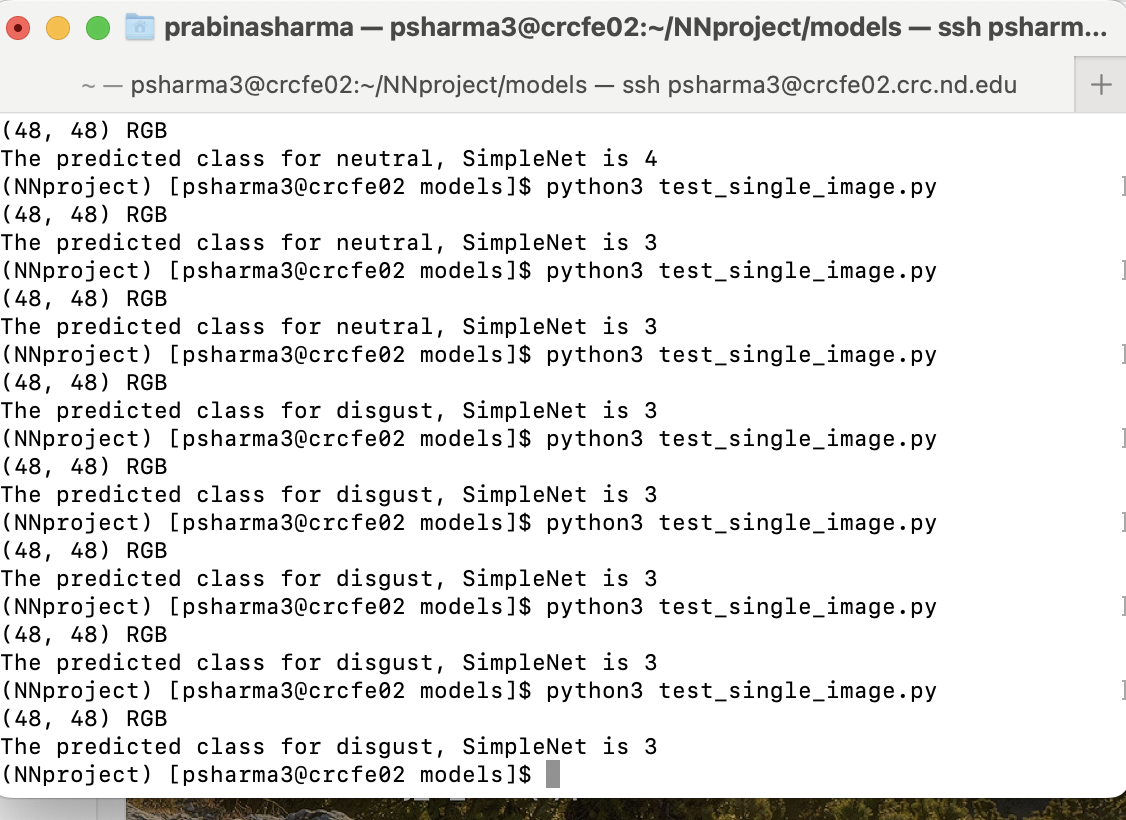 prabinasharma — psharma3@crcfe02:~/NNproject/models — ssh psharm...
~ — psharma3@crcfe02:~/NNproject/models — ssh psharma3@crcfe02.crc.nd.edu +
(48, 48) RGB
The predicted class for neutral, SimpleNet is 4
(NNproject) [psharma3@crcfe02 models]$ python3 test_single_image.py ]
(48, 48) RGB
The predicted class for neutral, SimpleNet is 3
(NNproject) [psharma3@crcfe02 models]$ python3 test_single_image.py ]
(48, 48) RGB
The predicted class for neutral, SimpleNet is 3
(NNproject) [psharma3@crcfe02 models]$ python3 test_single_image.py ]
(48, 48) RGB
The predicted class for disgust, SimpleNet is 3
(NNproject) [psharma3@crcfe02 models]$ python3 test_single_image.py ]
(48, 48) RGB
The predicted class for disgust, SimpleNet is 3
(NNproject) [psharma3@crcfe02 models]$ python3 test_single_image.py ]
(48, 48) RGB
The predicted class for disgust, SimpleNet is 3
(NNproject) [psharma3@crcfe02 models]$ python3 test_single_image.py ]
(48, 48) RGB
The predicted class for disgust, SimpleNet is 3
(NNproject) [psharma3@crcfe02 models]$ python3 test_single_image.py ]
(48, 48) RGB
The predicted class for disgust, SimpleNet is 3
(NNproject) [psharma3@crcfe02 models]$